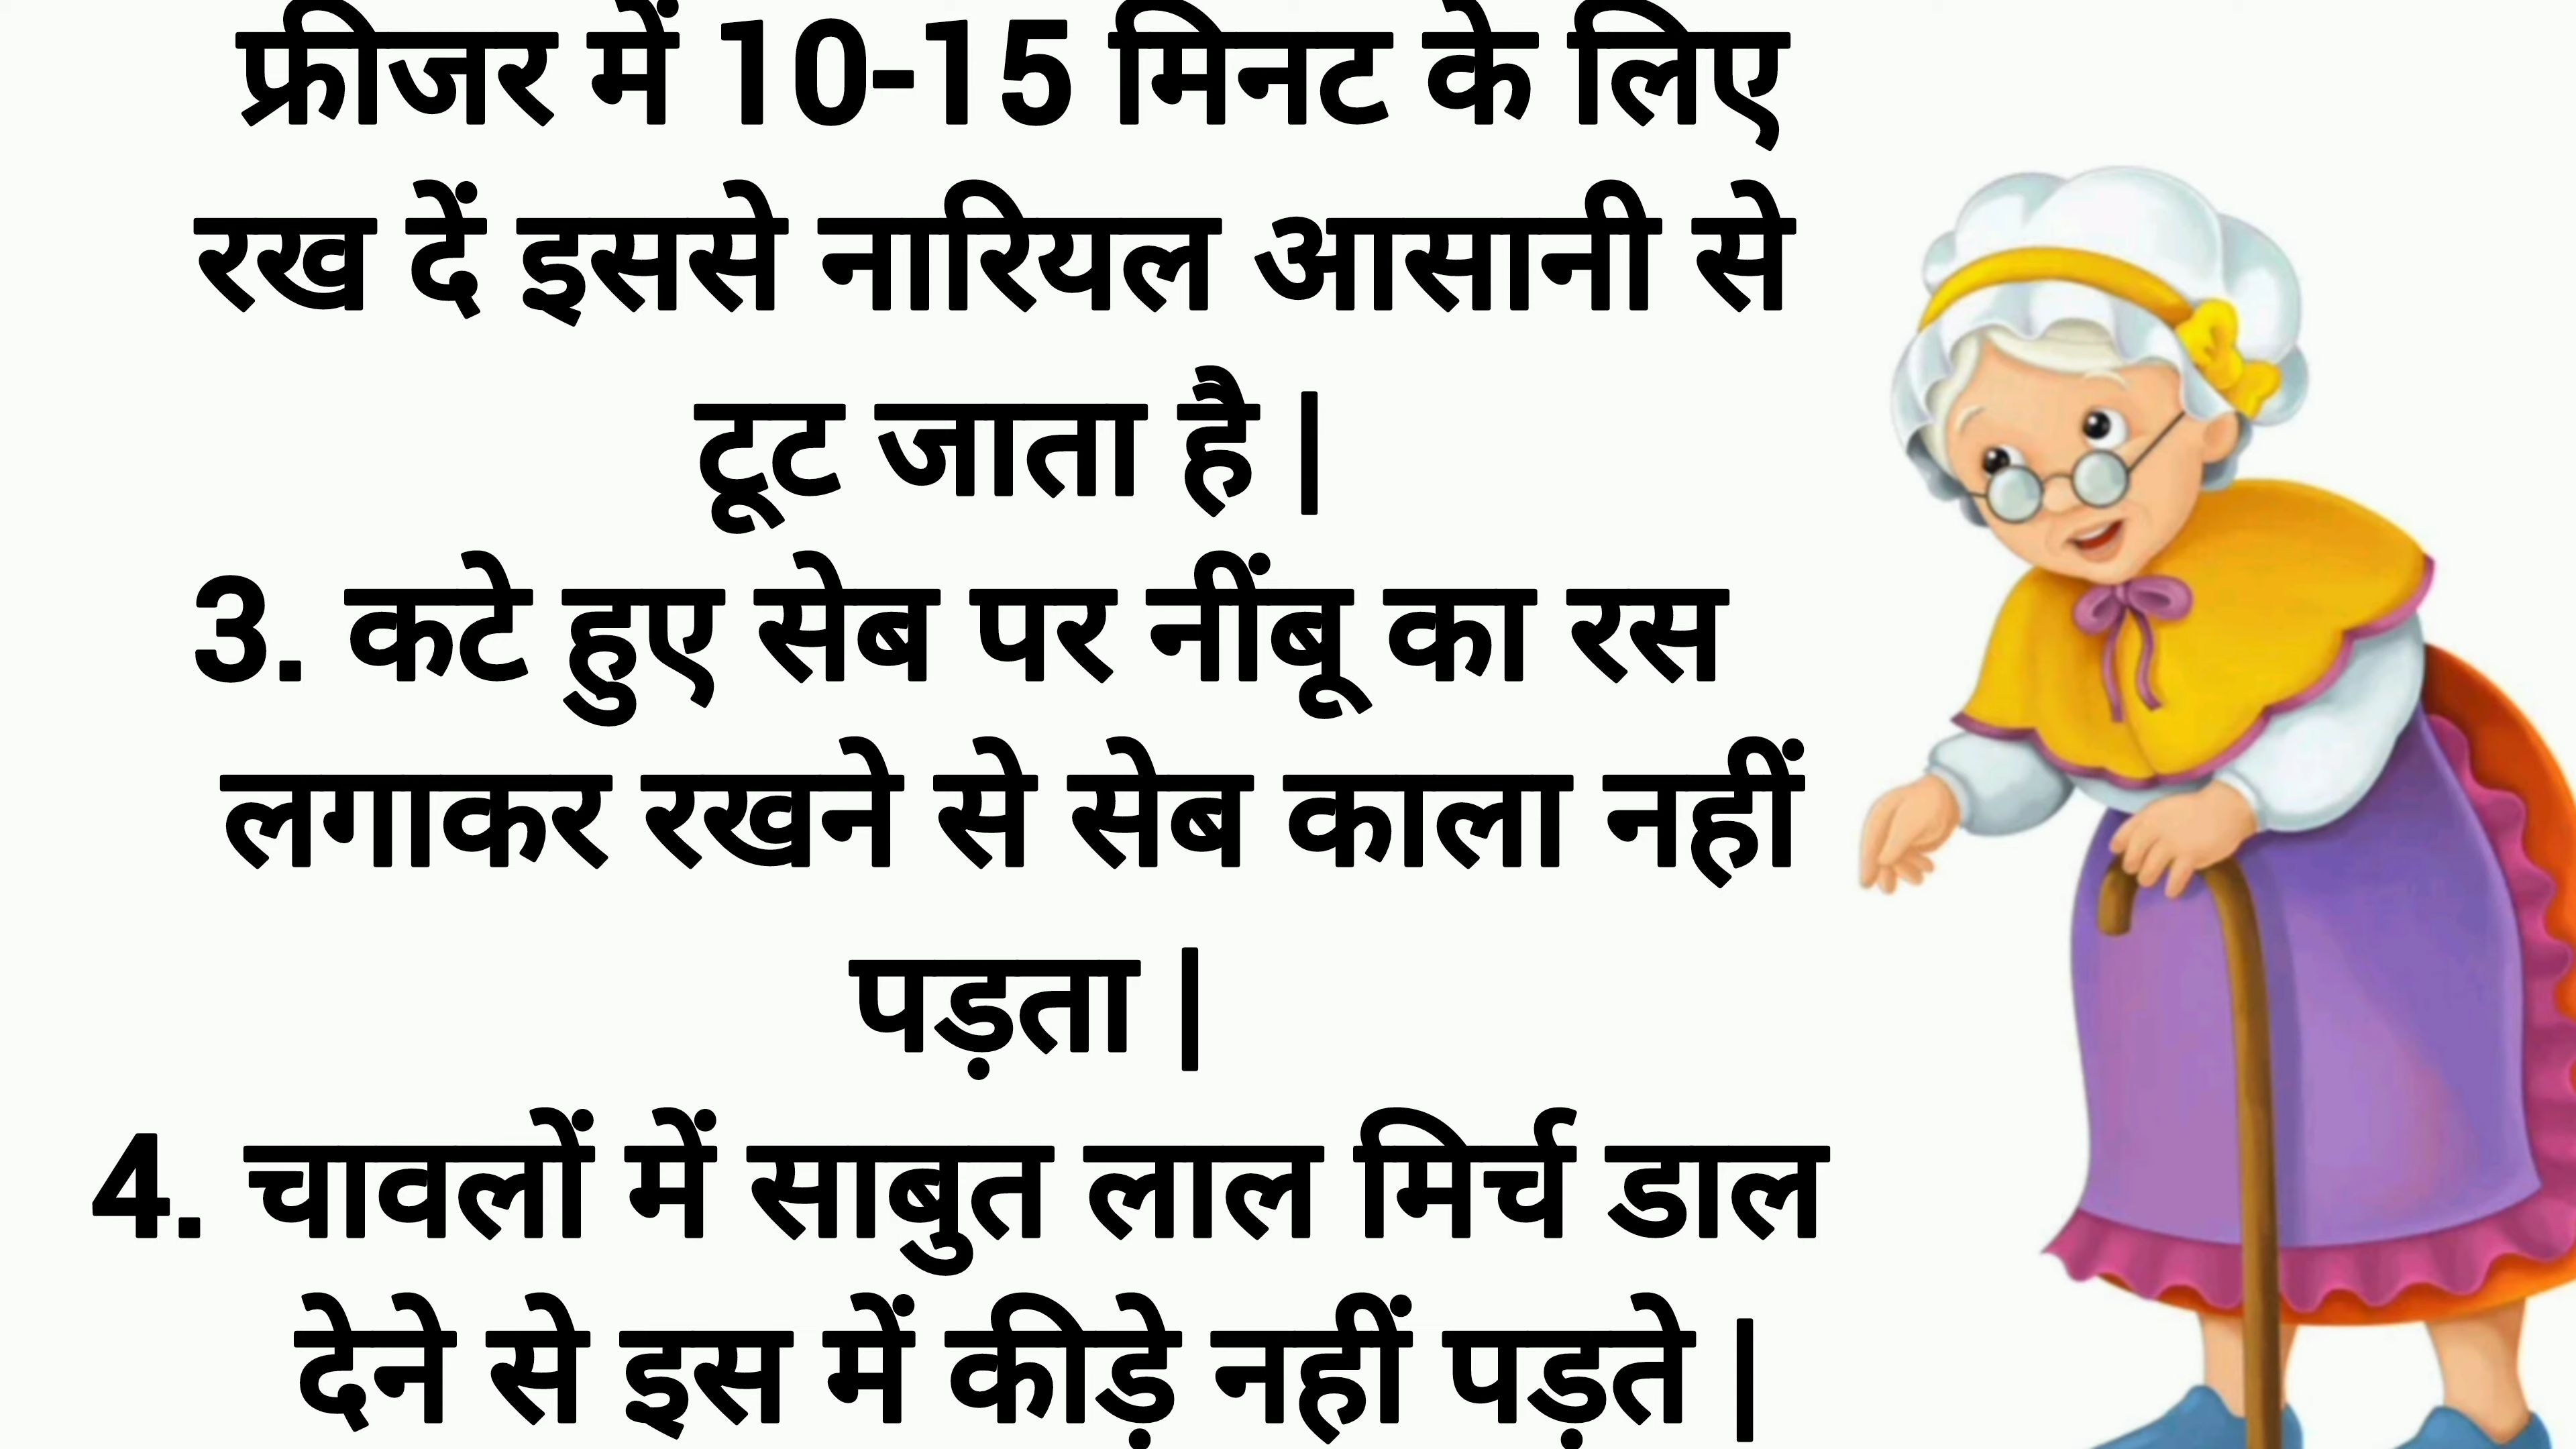 फ्रीजर में 10-15 मिनट के लिए
रख दें इससे नारियल आसानी से
टूट जाता है |
3. कटे हुए सेब पर नींबू का रस
लगाकर रखने से सेब काला नहीं
पड़ता |
4. चावलों में साबुत लाल मिर्च डाल
देने से इस में कीड़े नहीं पड़ते |